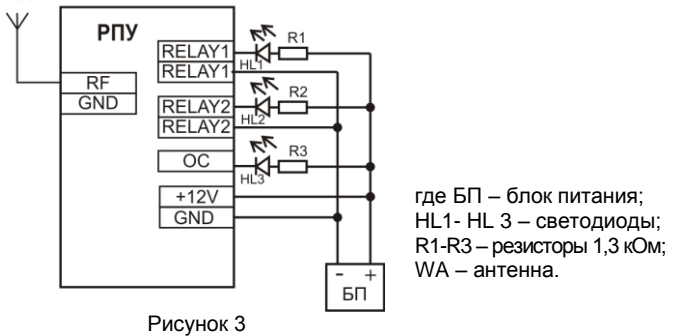 РПУ
RF
GND
RELAY1
RELAY1
RELAY2
RELAY2
OC
+12V
GND
HL1
R1
HL2
R2
HL3
R3
- +
БП
где БП – блок питания;
HL1- HL 3 – светодиоды;
R1-R3 – резисторы 1,3 кОм;
WA – антенна.
Рисунок 3